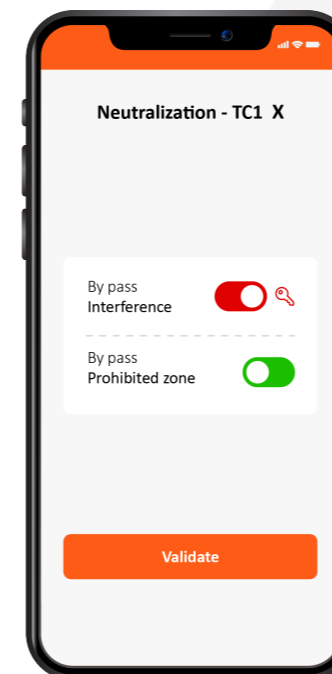 Neutralization - TC1 X
By pass
Interference
By pass
Prohibited zone
Validate